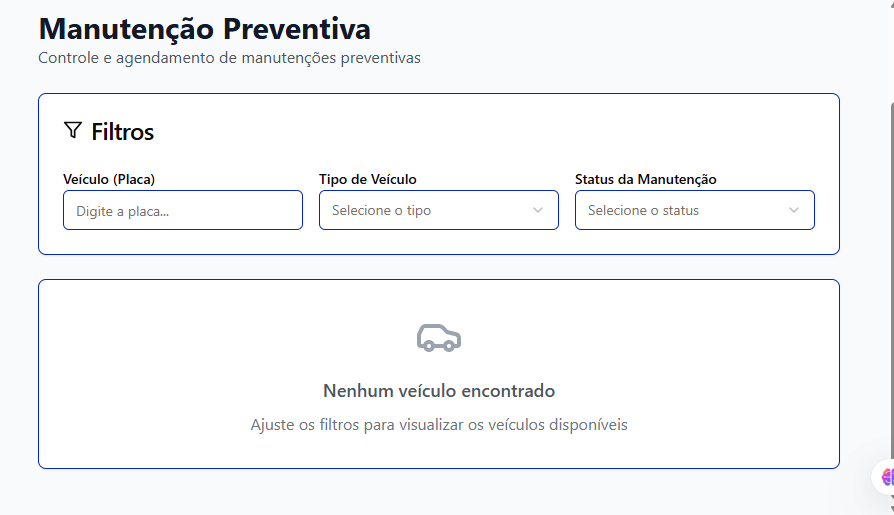 Manutenção Preventiva
Controle e agendamento de manutenções preventivas
Filtros
Veículo (Placa)
Tipo de Veículo
Status da Manutenção
Digite a placa...
Selecione o tipo
Selecione o status
Nenhum veículo encontrado
Ajuste os filtros para visualizar os veículos disponíveis